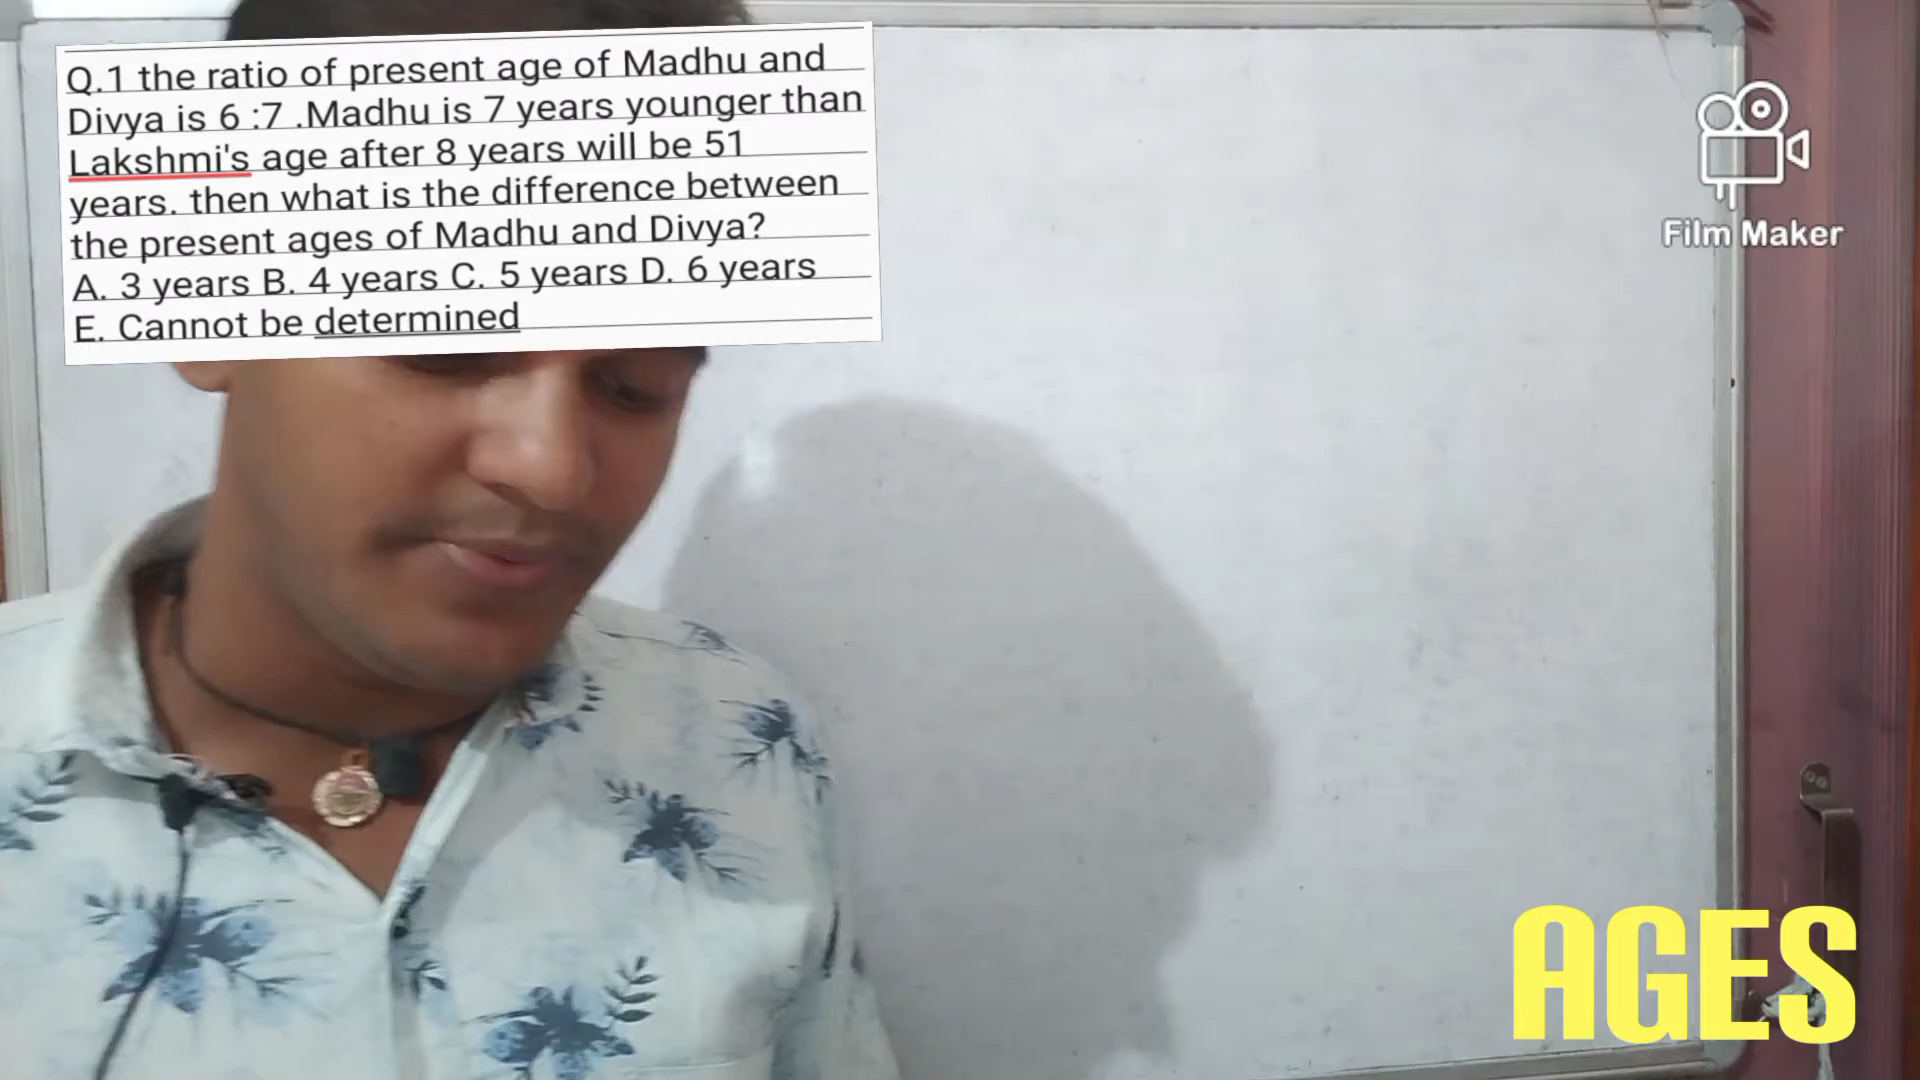 Q.1 the ratio of present age of Madhu and
Divya is 6 :7 .Madhu is 7 years younger than
Lakshmi's age after 8 years will be 51
years. then what is the difference between
the present ages of Madhu and Divya?
A. 3 years B. 4 years C. 5 years D. 6 years
E. Cannot be determined
Film Maker
AGES